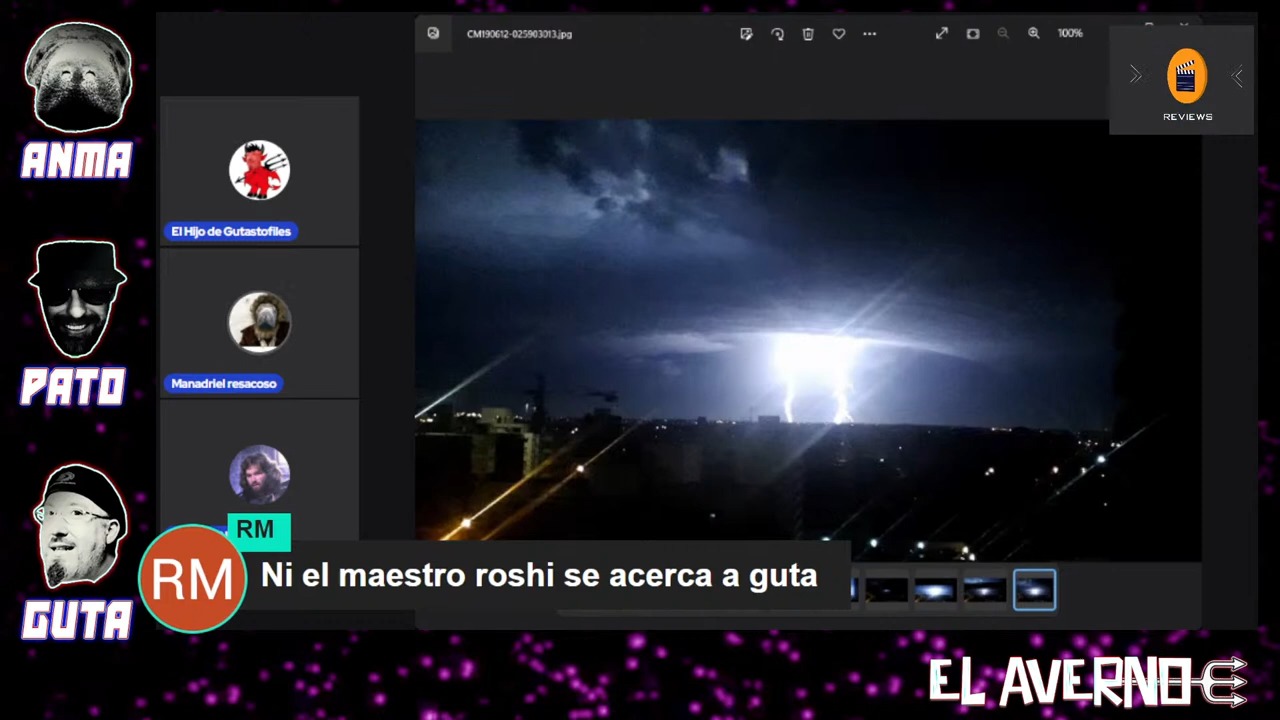 ANMA
PATO
GUTA
CM190612-025903013.jpg
100%
REVIEWS
El Hijo de Gutastofiles
Manadriel resacoso
RM
RM
Ni el maestro roshi se acerca a guta
EL AVERNO